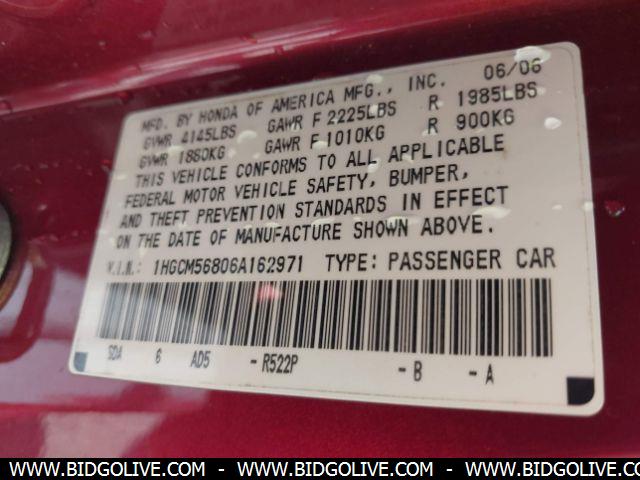 MFD. BY HONDA OF AMERICA MFG., INC. 06/06
GVWR 4145LBS GAWR F 2225LBS R 1985LBS
GVWR 1880KG GAWR F 1010KG R 900KG
THIS VEHICLE CONFORMS TO ALL APPLICABLE
FEDERAL MOTOR VEHICLE SAFETY, BUMPER,
AND THEFT PREVENTION STANDARDS IN EFFECT
ON THE DATE OF MANUFACTURE SHOWN ABOVE.
V.I.N.: 1HGCM56806A162971 TYPE: PASSENGER CAR
SDA 6 AD5 -R522P -B -A
WWW.BIDGOLIVE.COM - WWW.BIDGOLIVE.COM - WWW.BIDGOLIVE.COM